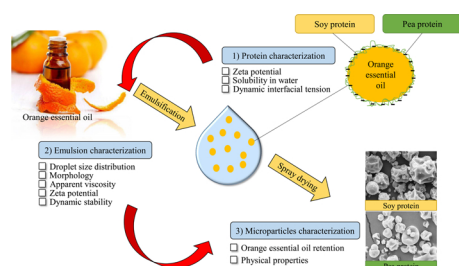 Soy protein
Pea protein
1) Protein characterization
Zeta potential
Solubility in water
Dynamic interfacial tension
Orange
essential
oil
Orange essential oil
Emulsification
2) Emulsion characterization
Droplet size distribution
Morphology
Apparent viscosity
Zeta potential
Dynamic stability
Spray drying
3) Microparticles characterization
Orange essential oil retention
Physical properties
Soy protein
Pea protein